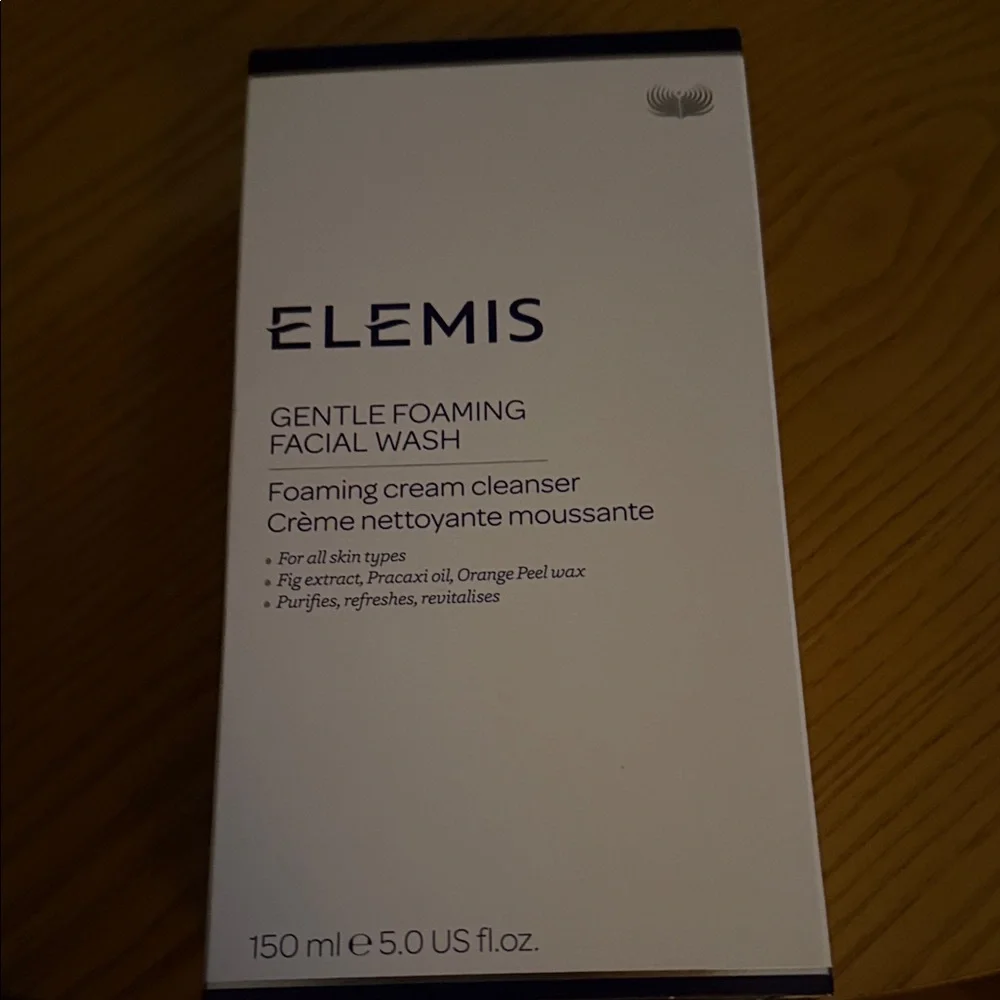 ELEMIS
GENTLE FOAMING
FACIAL WASH
Foaming cream cleanser
Crème nettoyante moussante
• For all skin types
• Fig extract, Pracaxi oil, Orange Peel wax
• Purifies, refreshes, revitalises
150 ml ℮ 5.0 US fl.oz.